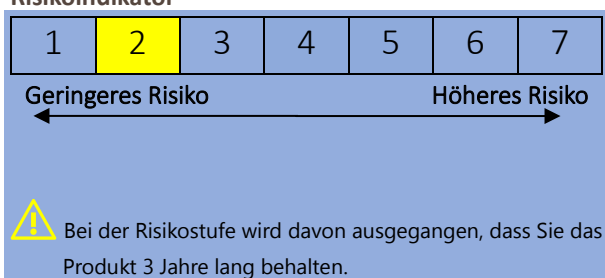 Risikoindikator
1 2 3 4 5 6 7
Geringeres Risiko Höheres Risiko
Bei der Risikostufe wird davon ausgegangen, dass Sie das
Produkt 3 Jahre lang behalten.